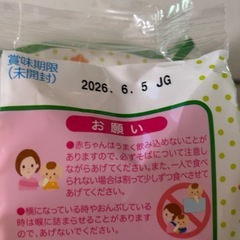 賞味期限
(未開封)
2026. 6. 5 JG
お願い
●赤ちゃんはうまく飲み込めないことが
ありますので、必ずそばについて注意し
ながらあげてください。また、一人で食べ
られない場合は割って少しずつ食べさせて
あげてください。
●横になっている時やおんぶしている
時は喉に詰まらせることがありますの
で、あげないでください。